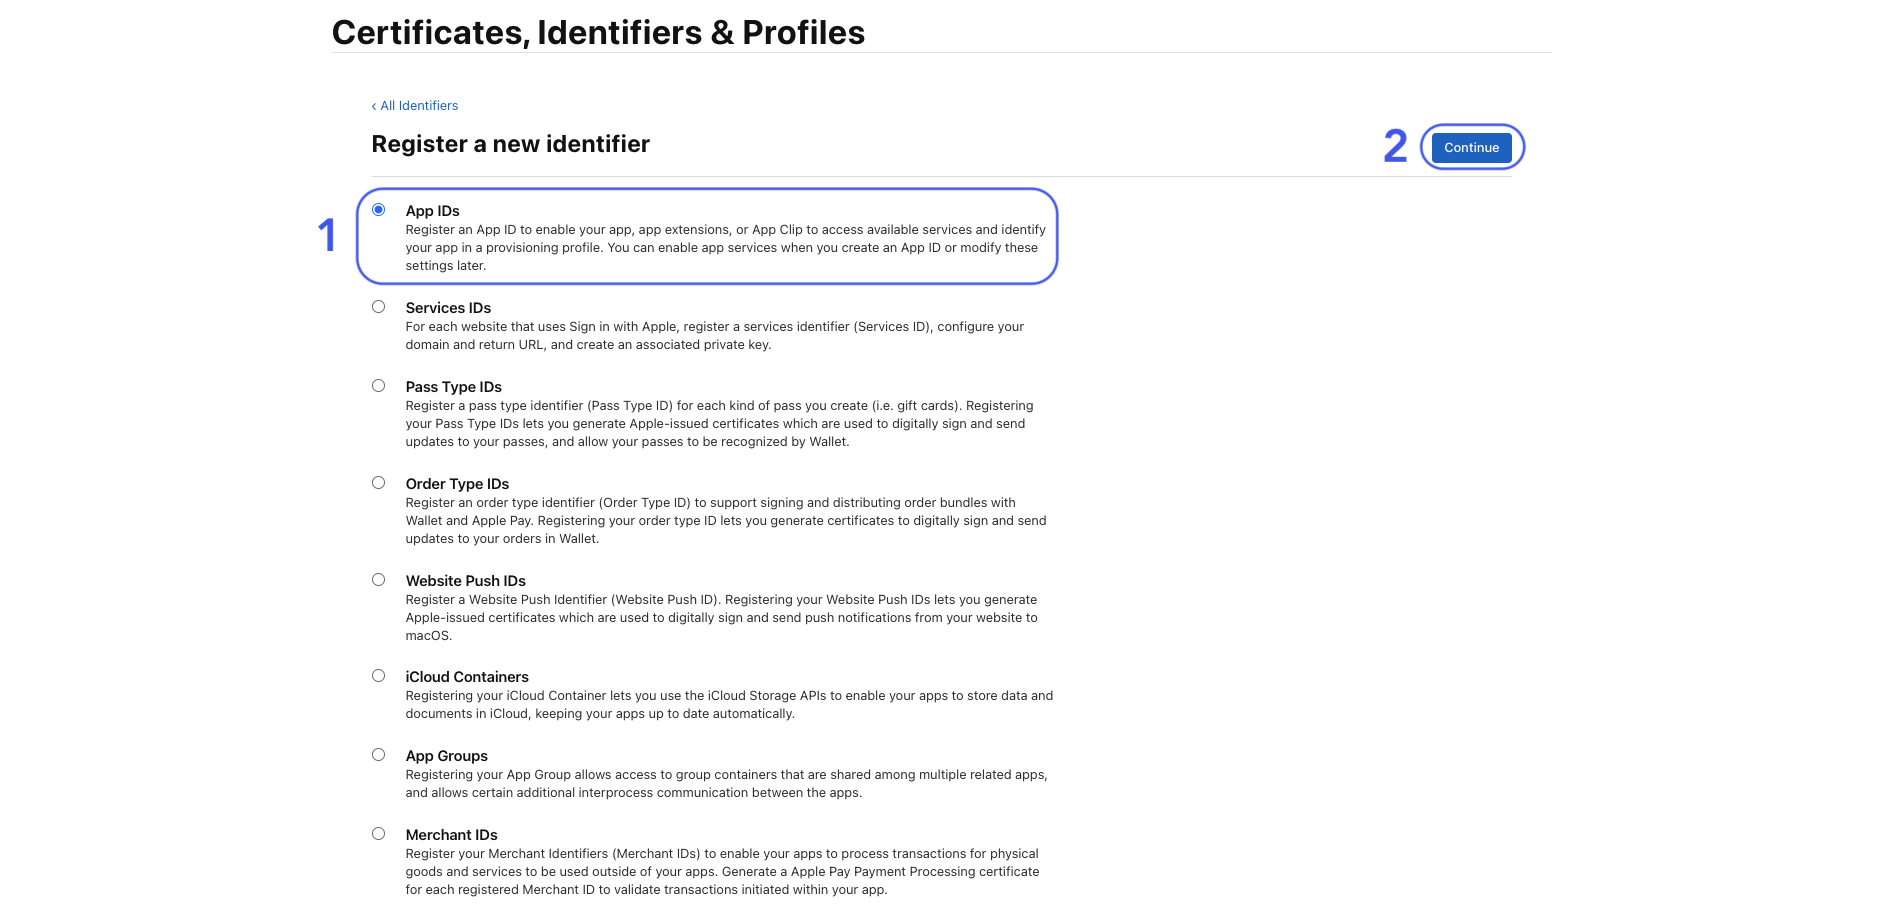 Certificates, Identifiers & Profiles
‹ All Identifiers
Register a new identifier
2
Continue
1
App IDs
Register an App ID to enable your app, app extensions, or App Clip to access available services and identify
your app in a provisioning profile. You can enable app services when you create an App ID or modify these
settings later.
Services IDs
For each website that uses Sign in with Apple, register a services identifier (Services ID), configure your
domain and return URL, and create an associated private key.
Pass Type IDs
Register a pass type identifier (Pass Type ID) for each kind of pass you create (i.e. gift cards). Registering
your Pass Type IDs lets you generate Apple-issued certificates which are used to digitally sign and send
updates to your passes, and allow your passes to be recognized by Wallet.
Order Type IDs
Register an order type identifier (Order Type ID) to support signing and distributing order bundles with
Wallet and Apple Pay. Registering your order type ID lets you generate certificates to digitally sign and send
updates to your orders in Wallet.
Website Push IDs
Register a Website Push Identifier (Website Push ID). Registering your Website Push IDs lets you generate
Apple-issued certificates which are used to digitally sign and send push notifications from your website to
macOS.
iCloud Containers
Registering your iCloud Container lets you use the iCloud Storage APIs to enable your apps to store data and
documents in iCloud, keeping your apps up to date automatically.
App Groups
Registering your App Group allows access to group containers that are shared among multiple related apps,
and allows certain additional interprocess communication between the apps.
Merchant IDs
Register your Merchant Identifiers (Merchant IDs) to enable your apps to process transactions for physical
goods and services to be used outside of your apps. Generate a Apple Pay Payment Processing certificate
for each registered Merchant ID to validate transactions initiated within your app.